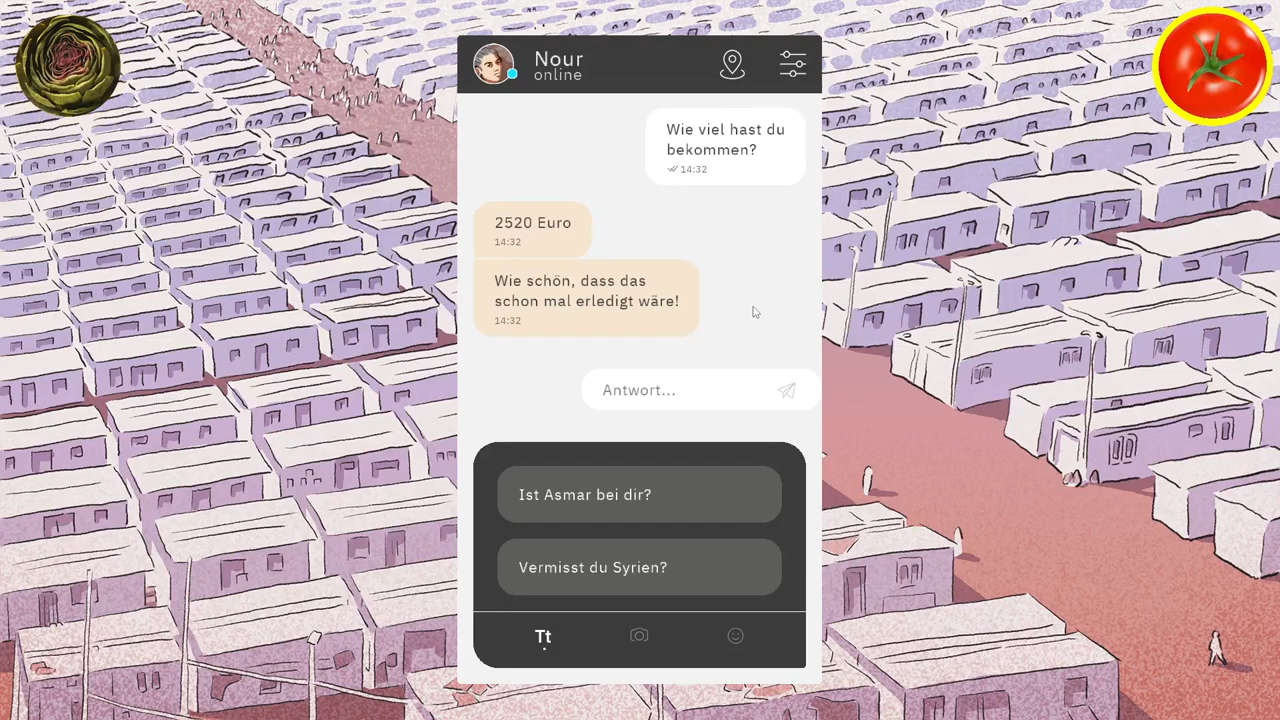 Nour
online
Wie viel hast du
bekommen?
14:32
2520 Euro
14:32
Wie schön, dass das
schon mal erledigt wäre!
14:32
Antwort...
Ist Asmar bei dir?
Vermisst du Syrien?
Tt